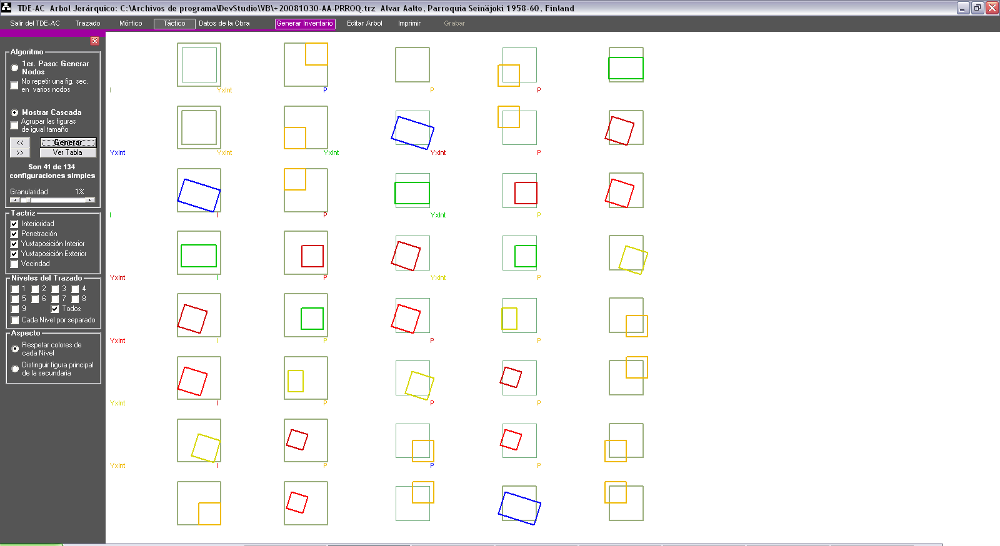 TDE-AC Arbol Jerárquico: C:\Archivos de programa\DevStudio\VB\+20081030-AA-PRROQ.trz Alvar Aalto, Parroquia Seinäjoki 1958-60, Finland
Salir del TDE-AC Trazado Mórfico Táctico Datos de la Obra Generar Inventario Editar Arbol Imprimir Grabar
Algoritmo
1er. Paso: Generar
Nodos
No repetir una fig. sec.
en varios nodos
Mostrar Cascada
Agrupar las figuras
de igual tamaño
<< Generar
>> Ver Tabla
Son 41 de 134
configuraciones simples
Granularidad 1%
Tactriz
Interioridad
Penetración
Yuxtaposición Interior
Yuxtaposición Exterior
Vecindad
Niveles del Trazado
1 2 3 4
5 6 7 8
9 Todos
Cada Nivel por separado
Aspecto
Respetar colores de
cada Nivel
Distinguir figura principal
de la secundaria
I YxInt P P P
YxInt YxInt YxInt YxInt P
I I P YxInt P
YxInt I P YxInt P
YxInt I P P P
YxInt I P P P
YxInt I P P P